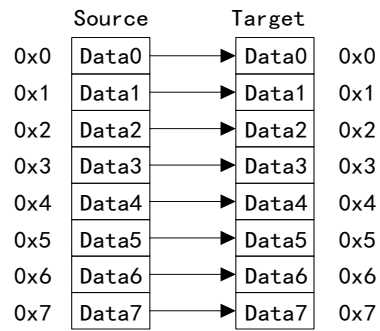 Source Target
0x0 Data0 Data0 0x0
0x1 Data1 Data1 0x1
0x2 Data2 Data2 0x2
0x3 Data3 Data3 0x3
0x4 Data4 Data4 0x4
0x5 Data5 Data5 0x5
0x6 Data6 Data6 0x6
0x7 Data7 Data7 0x7